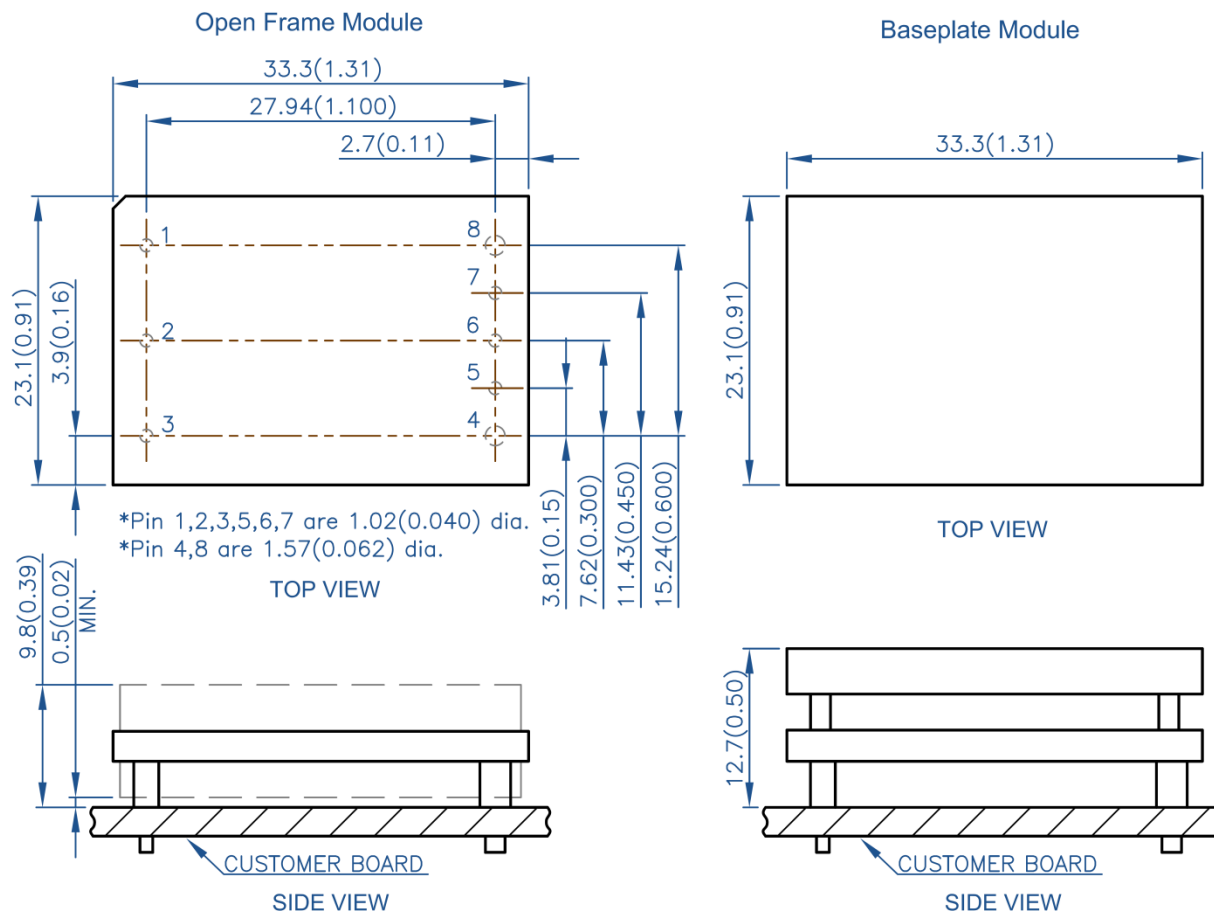 Open Frame Module
33.3(1.31)
27.94(1.100)
2.7(0.11)
23.1(0.91)
3.9(0.16)
1
2
3
8
7
6
5
4
3.81(0.15)
7.62(0.300)
11.43(0.450)
15.24(0.600)
*Pin 1,2,3,5,6,7 are 1.02(0.040) dia.
*Pin 4,8 are 1.57(0.062) dia.
TOP VIEW
9.8(0.39)
0.5(0.02)
MIN.
CUSTOMER BOARD
SIDE VIEW
Baseplate Module
33.3(1.31)
23.1(0.91)
TOP VIEW
12.7(0.50)
CUSTOMER BOARD
SIDE VIEW